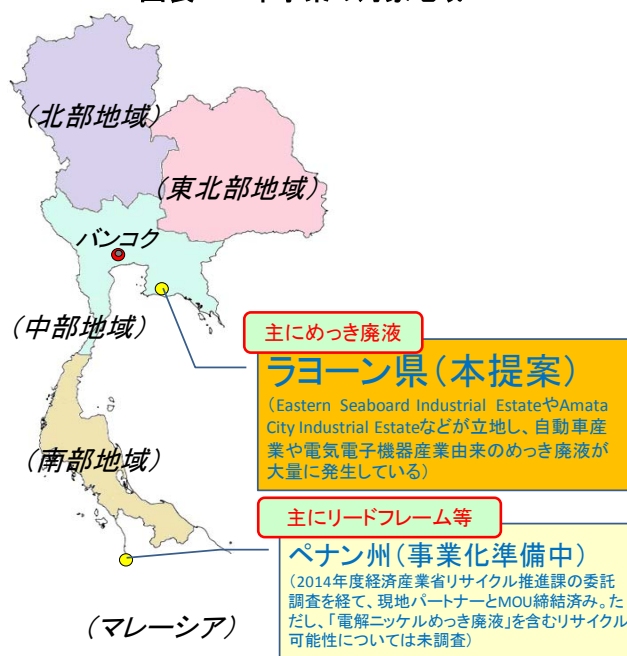 (北部地域)
(東北部地域)
バンコク
(中部地域)
主にめっき廃液
ラヨーン県(本提案)
(Eastern Seaboard Industrial EstateやAmata
City Industrial Estateなどが立地し、自動車産
業や電気電子機器産業由来のめっき廃液が
大量に発生している)
(南部地域)
主にリードフレーム等
ペナン州(事業化準備中)
(2014年度経済産業省リサイクル推進課の委託
調査を経て、現地パートナーとMOU締結済み。た
だし、「電解ニッケルめっき廃液」を含むリサイクル
可能性については未調査)
(マレーシア)